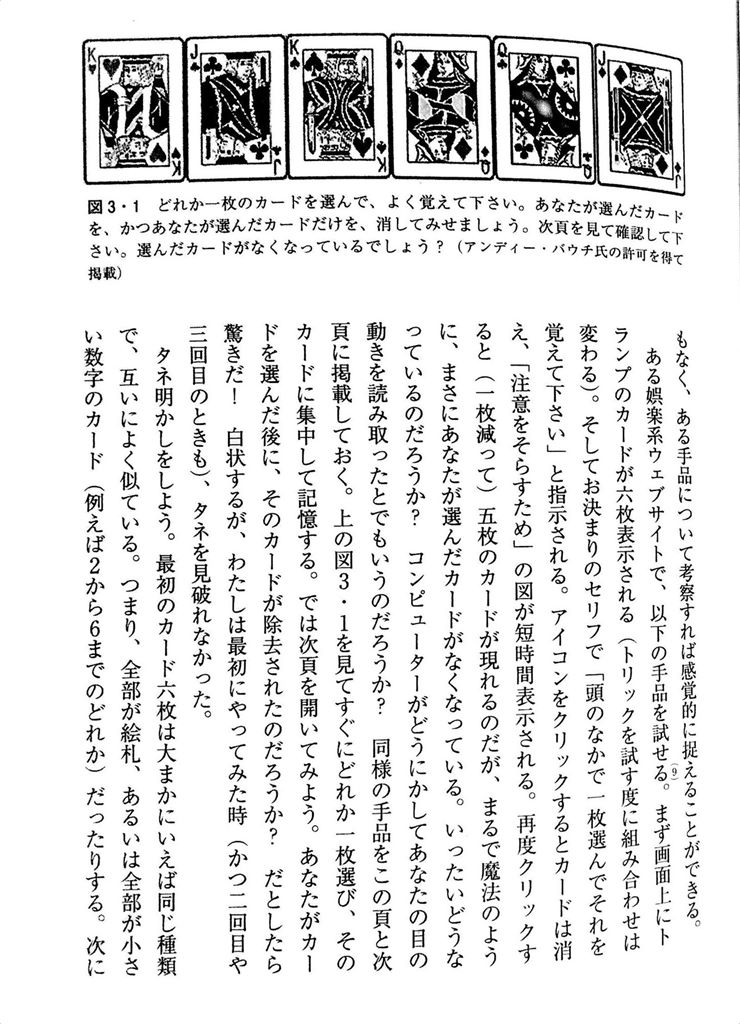 K
J
K
Q
Q
J
K
J
K
Q
Q
J
図3・1 どれか一枚のカードを選んで、よく覚えて下さい。あなたが選んだカード
を、かつあなたが選んだカードだけを、消してみせましょう。次頁を見て確認して下
さい。選んだカードがなくなっているでしょう？（アンディー・バウチ氏の許可を得て
掲載）
もなく、ある手品について考察すれば感覚的に捉えることができる。
ある娯楽系ウェブサイトで、以下の手品を試せる。(9)まず画面上にト
ランプのカードが六枚表示される（トリックを試す度に組み合わせは
変わる）。そしてお決まりのセリフで「頭のなかで一枚選んでそれを
覚えて下さい」と指示される。アイコンをクリックするとカードは消
え、「注意をそらすため」の図が短時間表示される。再度クリックす
ると（一枚減って）五枚のカードが現れるのだが、まるで魔法のよう
に、まさにあなたが選んだカードがなくなっている。いったいどうな
っているのだろうか？ コンピューターがどうにかしてあなたの目の
動きを読み取ったとでもいうのだろうか？ 同様の手品をこの頁と次
頁に掲載しておく。上の図3・1を見てすぐにどれか一枚選び、その
カードに集中して記憶する。では次頁を開いてみよう。あなたがカー
ドを選んだ後に、そのカードが除去されたのだろうか？ だとしたら
驚きだ！ 白状するが、わたしは最初にやってみた時（かつ二回目や
三回目のときも）、タネを見破れなかった。
タネ明かしをしよう。最初のカード六枚は大まかにいえば同じ種類
で、互いによく似ている。つまり、全部が絵札、あるいは全部が小さ
い数字のカード（例えば2から6までのどれか）だったりする。次に